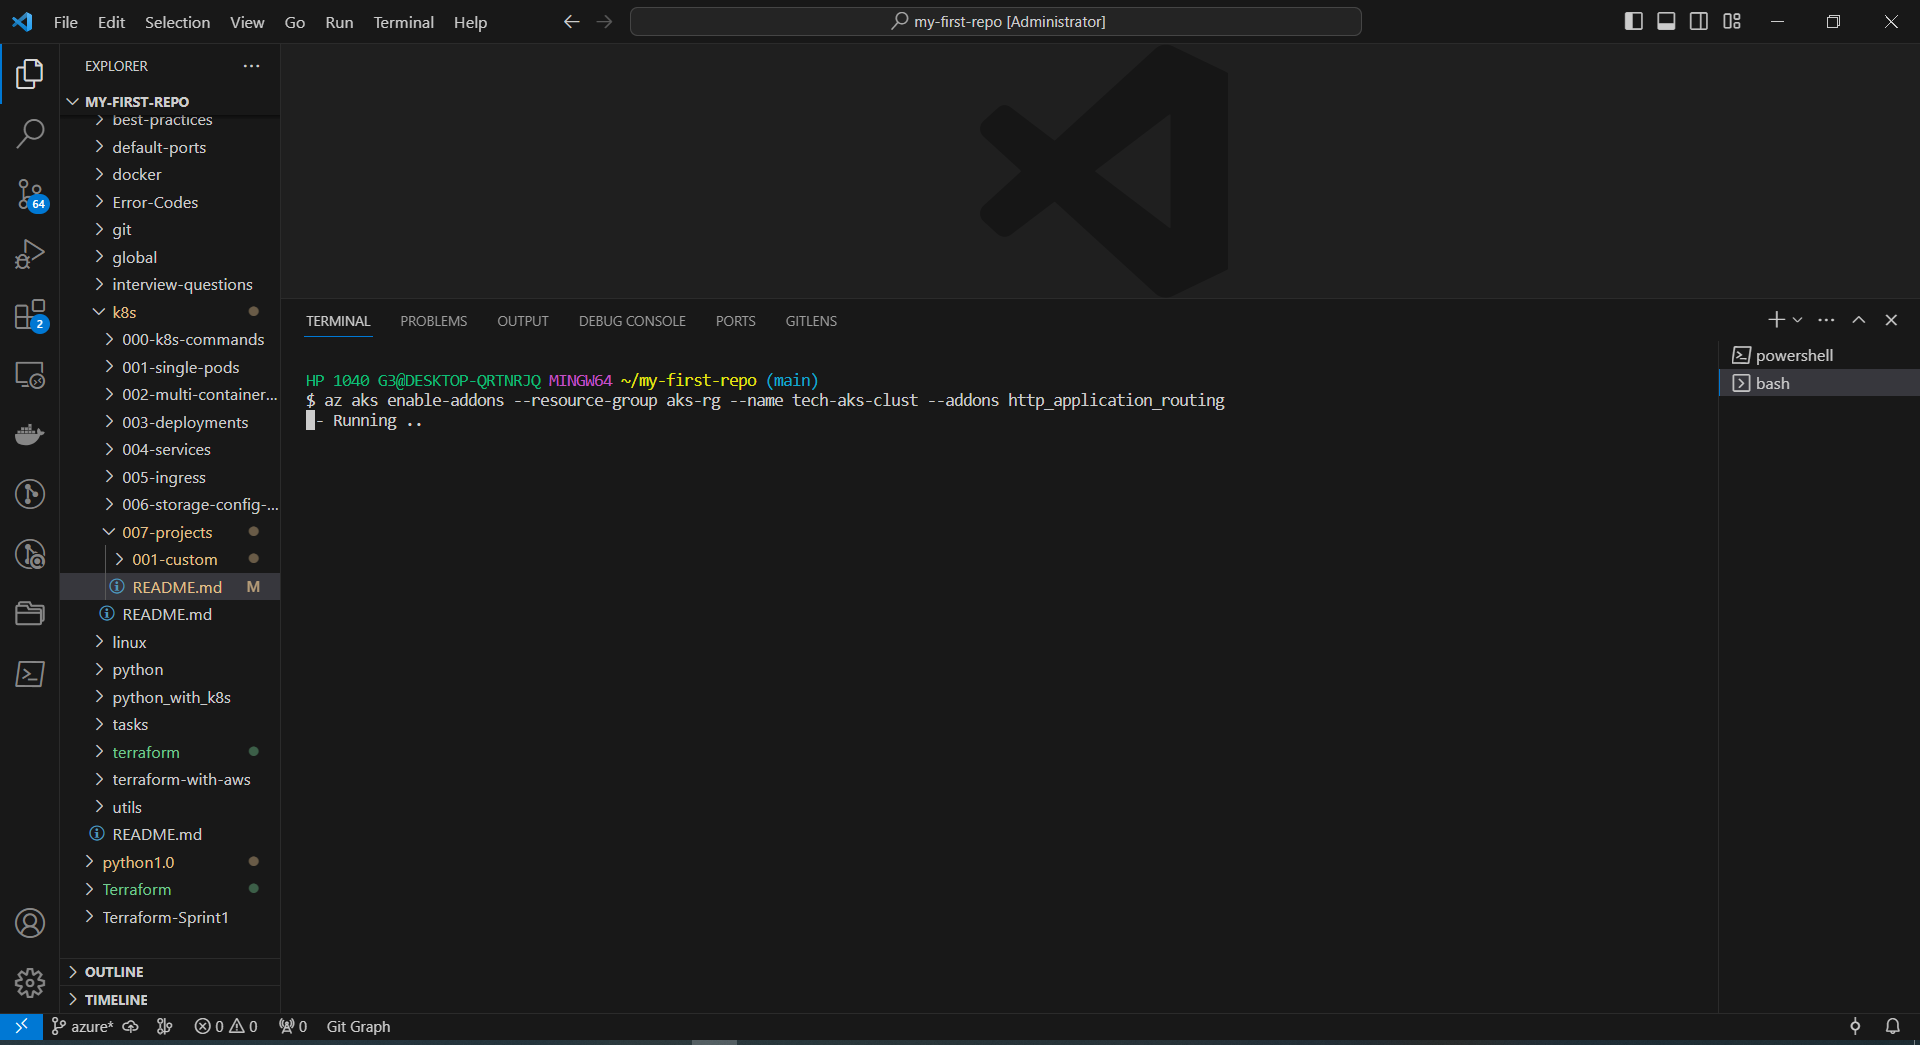 File Edit Selection View Go Run Terminal Help
my-first-repo [Administrator]
EXPLORER
MY-FIRST-REPO
best-practices
default-ports
docker
Error-Codes
git
global
interview-questions
k8s
000-k8s-commands
001-single-pods
002-multi-container...
003-deployments
004-services
005-ingress
006-storage-config-...
007-projects
001-custom
README.md M
README.md
linux
python
python_with_k8s
tasks
terraform
terraform-with-aws
utils
README.md
python1.0
Terraform
Terraform-Sprint1
OUTLINE
TIMELINE
64
2
TERMINAL PROBLEMS OUTPUT DEBUG CONSOLE PORTS GITLENS
HP 1040 G3@DESKTOP-QRTNRJQ MINGW64 ~/my-first-repo (main)
$ az aks enable-addons --resource-group aks-rg --name tech-aks-clust --addons http_application_routing
- Running ..
powershell
bash
azure* 0 0 0 Git Graph